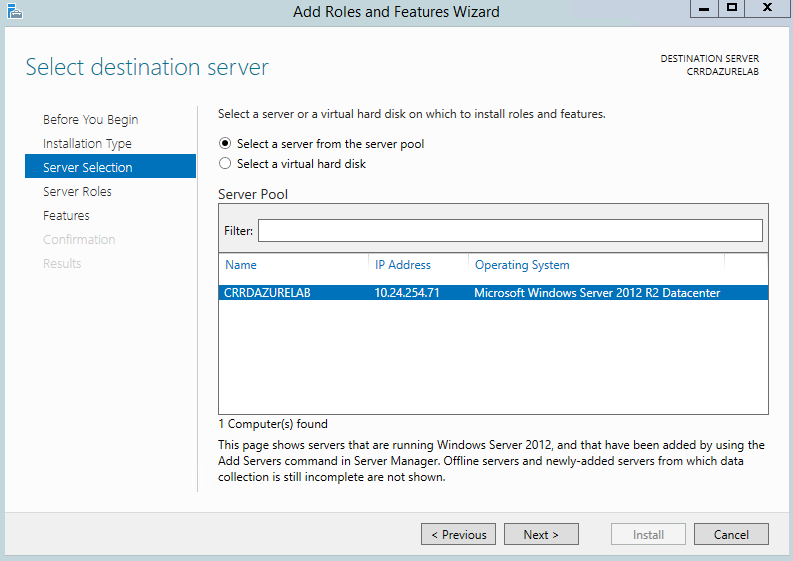 Add Roles and Features Wizard
Select destination server
DESTINATION SERVER
CRRDAZURELAB
Before You Begin
Installation Type
Server Selection
Server Roles
Features
Confirmation
Results
Select a server or a virtual hard disk on which to install roles and features.
Select a server from the server pool
Select a virtual hard disk
Server Pool
Filter:
Name IP Address Operating System
CRRDAZURELAB 10.24.254.71 Microsoft Windows Server 2012 R2 Datacenter
1 Computer(s) found
This page shows servers that are running Windows Server 2012, and that have been added by using the
Add Servers command in Server Manager. Offline servers and newly-added servers from which data
collection is still incomplete are not shown.
< Previous Next > Install Cancel